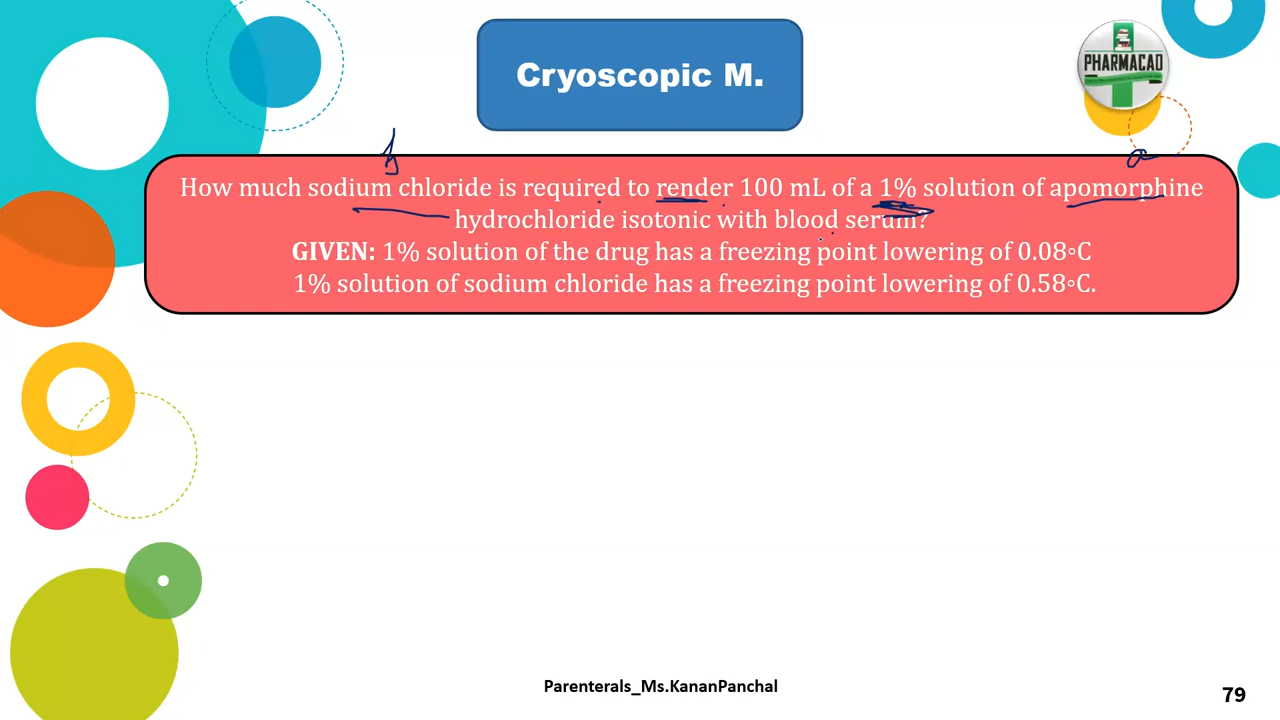 Cryoscopic M.
PHARMACAD
How much sodium chloride is required to render 100 mL of a 1% solution of apomorphine
hydrochloride isotonic with blood serum?
GIVEN: 1% solution of the drug has a freezing point lowering of 0.08∘C
1% solution of sodium chloride has a freezing point lowering of 0.58∘C.
Parenterals_Ms.KananPanchal
79